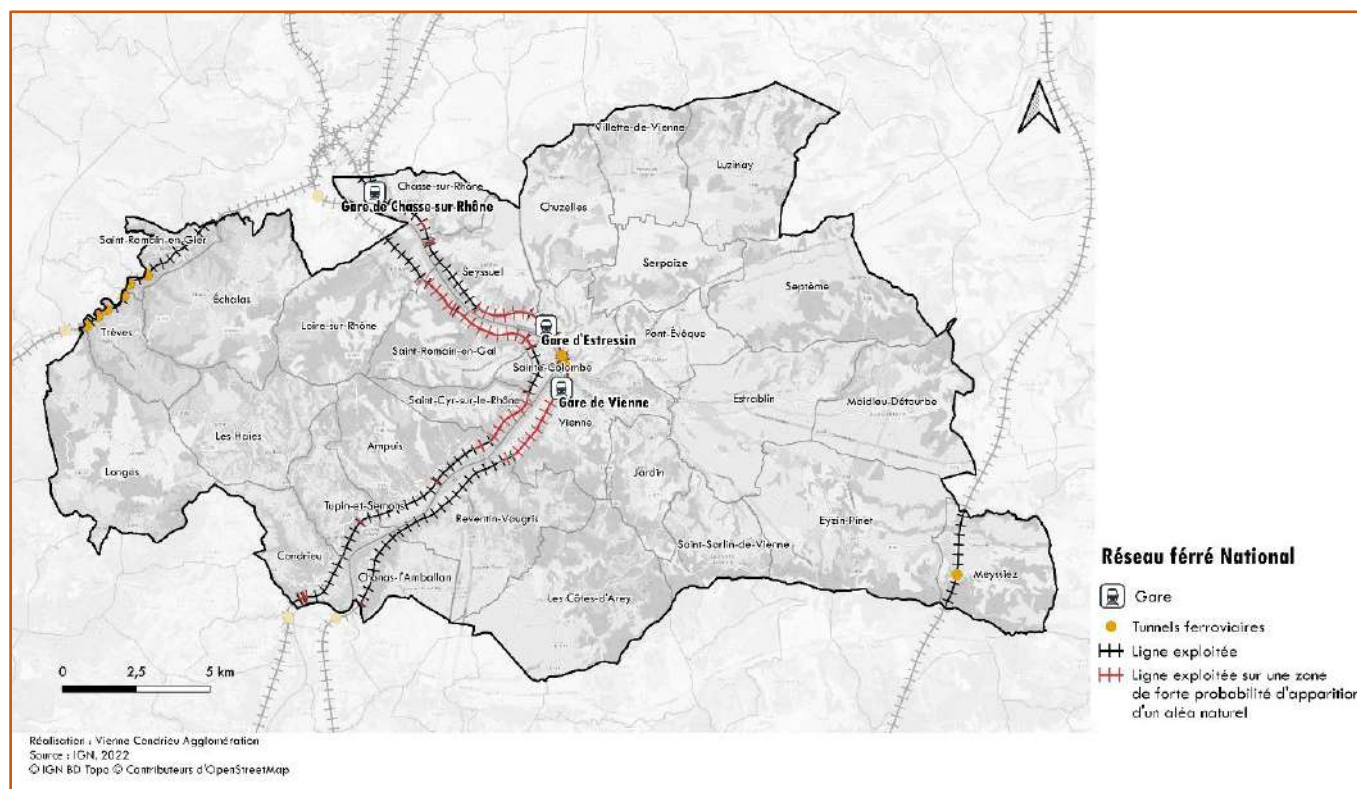 Villette-de-Vienne
Luzinay
Chasse-sur-Rhône
Gare de Chasse-sur-Rhône
Chuzelles
Saint-Romain-en-Gier
Serpaize
Seyssuel
Septème
Échalas
Loire-sur-Rhône
Trèves
Pont-Évêque
Gare d'Estressin
Saint-Romain-en-Gal
Sainte-Colombe
Saint-Cyr-sur-le-Rhône
Gare de Vienne
Estrablin
Moidieu-Détourbe
Vienne
Les Haies
Ampuis
Longes
Jardin
Tupin-et-Semons
Reventin-Vaugris
Eyzin-Pinet
Saint-Sorlin-de-Vienne
Condrieu
Chonas-l'Amballan
Meyssiez
Les Côtes-d'Arey
Réseau férré National
Gare
Tunnels ferroviaires
Ligne exploitée
Ligne exploitée sur une zone
de forte probabilité d'apparition
d'un aléa naturel
0 2,5 5 km
Réalisation : Vienne Condrieu Agglomération
Source : IGN, 2022
© IGN BD Topo © Contributeurs d'OpenStreetMap